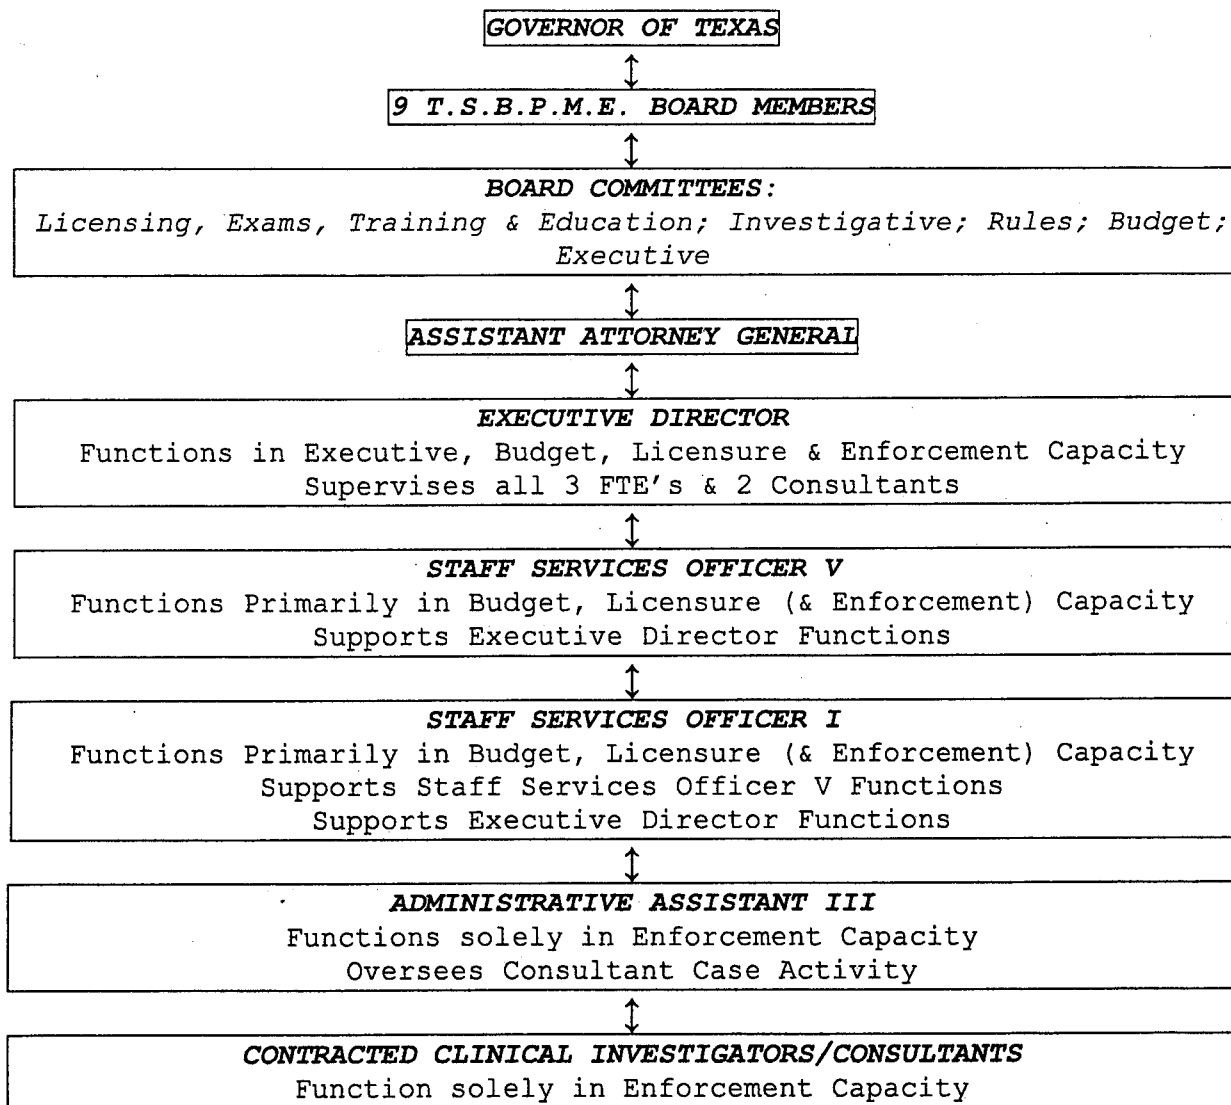 GOVERNOR OF TEXAS
9 T.S.B.P.M.E. BOARD MEMBERS
BOARD COMMITTEES:
Licensing, Exams, Training & Education; Investigative; Rules; Budget;
Executive
ASSISTANT ATTORNEY GENERAL
EXECUTIVE DIRECTOR
Functions in Executive, Budget, Licensure & Enforcement Capacity
Supervises all 3 FTE's & 2 Consultants
STAFF SERVICES OFFICER V
Functions Primarily in Budget, Licensure (& Enforcement) Capacity
Supports Executive Director Functions
STAFF SERVICES OFFICER I
Functions Primarily in Budget, Licensure (& Enforcement) Capacity
Supports Staff Services Officer V Functions
Supports Executive Director Functions
ADMINISTRATIVE ASSISTANT III
Functions solely in Enforcement Capacity
Oversees Consultant Case Activity
CONTRACTED CLINICAL INVESTIGATORS/CONSULTANTS
Function solely in Enforcement Capacity